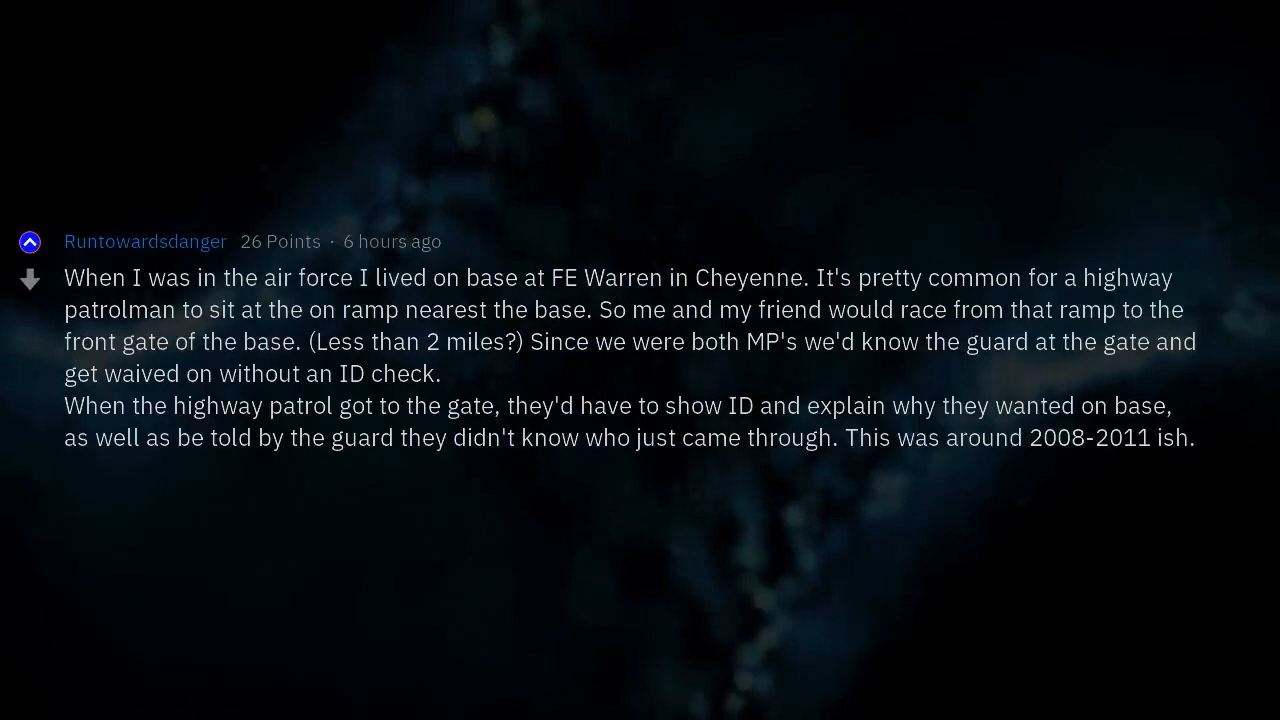 Runtowardsdanger 26 Points · 6 hours ago
When I was in the air force I lived on base at FE Warren in Cheyenne. It's pretty common for a highway
patrolman to sit at the on ramp nearest the base. So me and my friend would race from that ramp to the
front gate of the base. (Less than 2 miles?) Since we were both MP's we'd know the guard at the gate and
get waived on without an ID check.
When the highway patrol got to the gate, they'd have to show ID and explain why they wanted on base,
as well as be told by the guard they didn't know who just came through. This was around 2008-2011 ish.